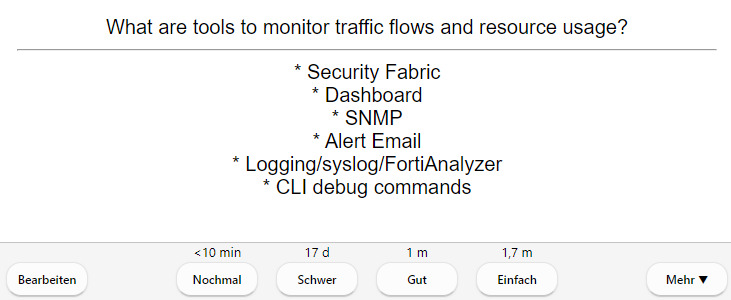 What are tools to monitor traffic flows and resource usage?
* Security Fabric
* Dashboard
* SNMP
* Alert Email
* Logging/syslog/FortiAnalyzer
* CLI debug commands
<10 min 17 d 1 m 1,7 m
Bearbeiten Nochmal Schwer Gut Einfach Mehr ▼